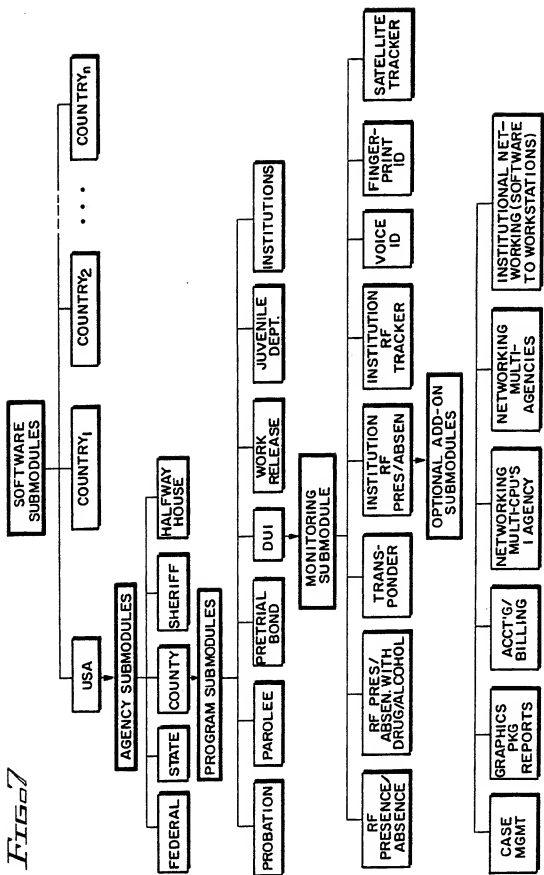 FIG. 7
SOFTWARE
SUBMODULES
USA
COUNTRY1
COUNTRY2
• • •
COUNTRYn
AGENCY SUBMODULES
FEDERAL
STATE
COUNTY
SHERIFF
HALFWAY
HOUSE
PROGRAM SUBMODULES
PROBATION
PAROLEE
PRETRIAL
BOND
DUI
WORK
RELEASE
JUVENILE
DEPT.
INSTITUTIONS
MONITORING
SUBMODULE
RF
PRESENCE/
ABSENCE
RF PRES/
ABSEN. WITH
DRUG/ALCOHOL
TRANS-
PONDER
INSTITUTION
RF
PRES/ABSEN
INSTITUTION
RF
TRACKER
VOICE
ID
FINGER-
PRINT ID
SATELLITE
TRACKER
OPTIONAL ADD-ON
SUBMODULES
CASE
MGMT
GRAPHICS
PKG
REPORTS
ACCT'G/
BILLING
NETWORKING
MULTI-CPU'S
I AGENCY
NETWORKING
MULTI-
AGENCIES
INSTITUTIONAL NET-
WORKING (SOFTWARE
TO WORKSTATIONS)